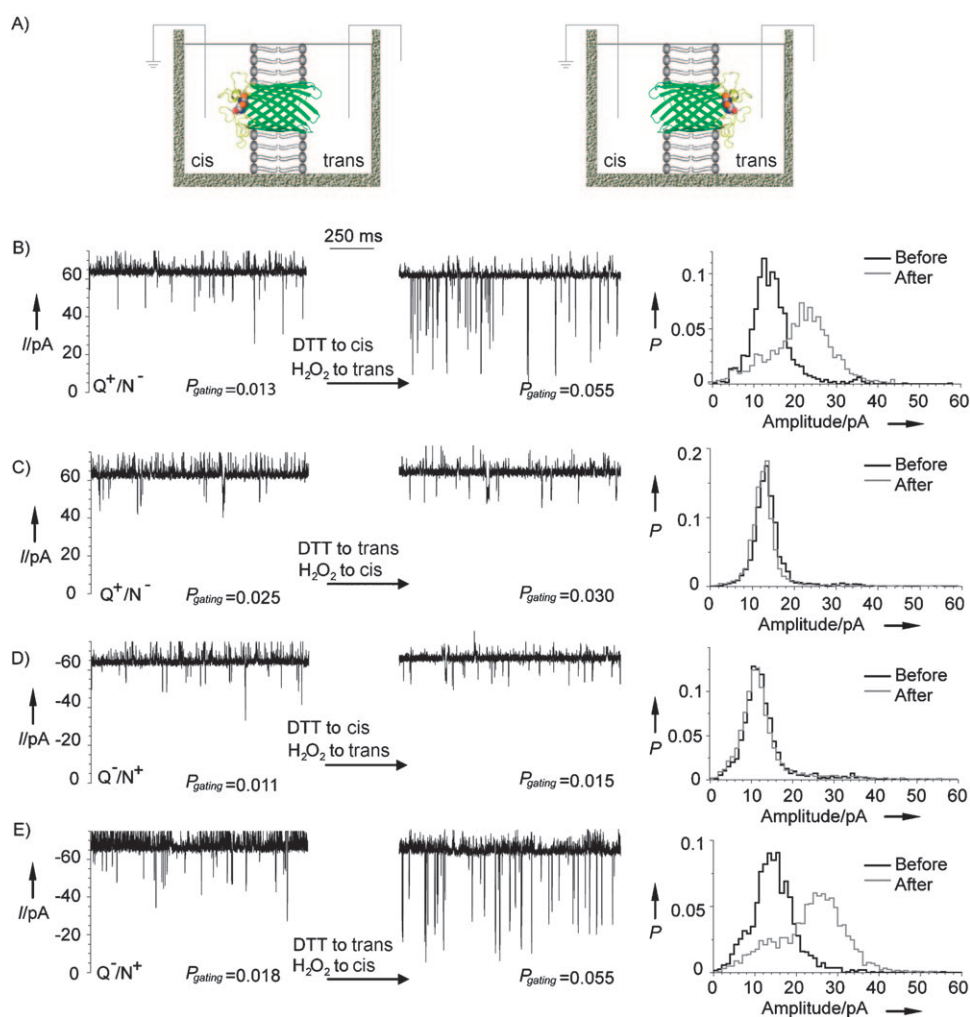 A)
cis trans
cis trans
B)
250 ms
60
40
20
0
I/pA
Q⁺/N⁻
Pgating=0.013
DTT to cis
H₂O₂ to trans
Pgating=0.055
Before
After
0.1
0.05
0
P
0 10 20 30 40 50 60
Amplitude/pA
C)
60
40
20
0
I/pA
Q⁺/N⁻
Pgating=0.025
DTT to trans
H₂O₂ to cis
Pgating=0.030
Before
After
0.2
0.1
0
P
0 10 20 30 40 50 60
Amplitude/pA
D)
-60
-40
-20
0
I/pA
Q⁻/N⁺
Pgating=0.011
DTT to cis
H₂O₂ to trans
Pgating=0.015
Before
After
0.1
0.05
0
P
0 10 20 30 40 50 60
Amplitude/pA
E)
-60
-40
-20
0
I/pA
Q⁻/N⁺
Pgating=0.018
DTT to trans
H₂O₂ to cis
Pgating=0.055
Before
After
0.1
0.05
0
P
0 10 20 30 40 50 60
Amplitude/pA